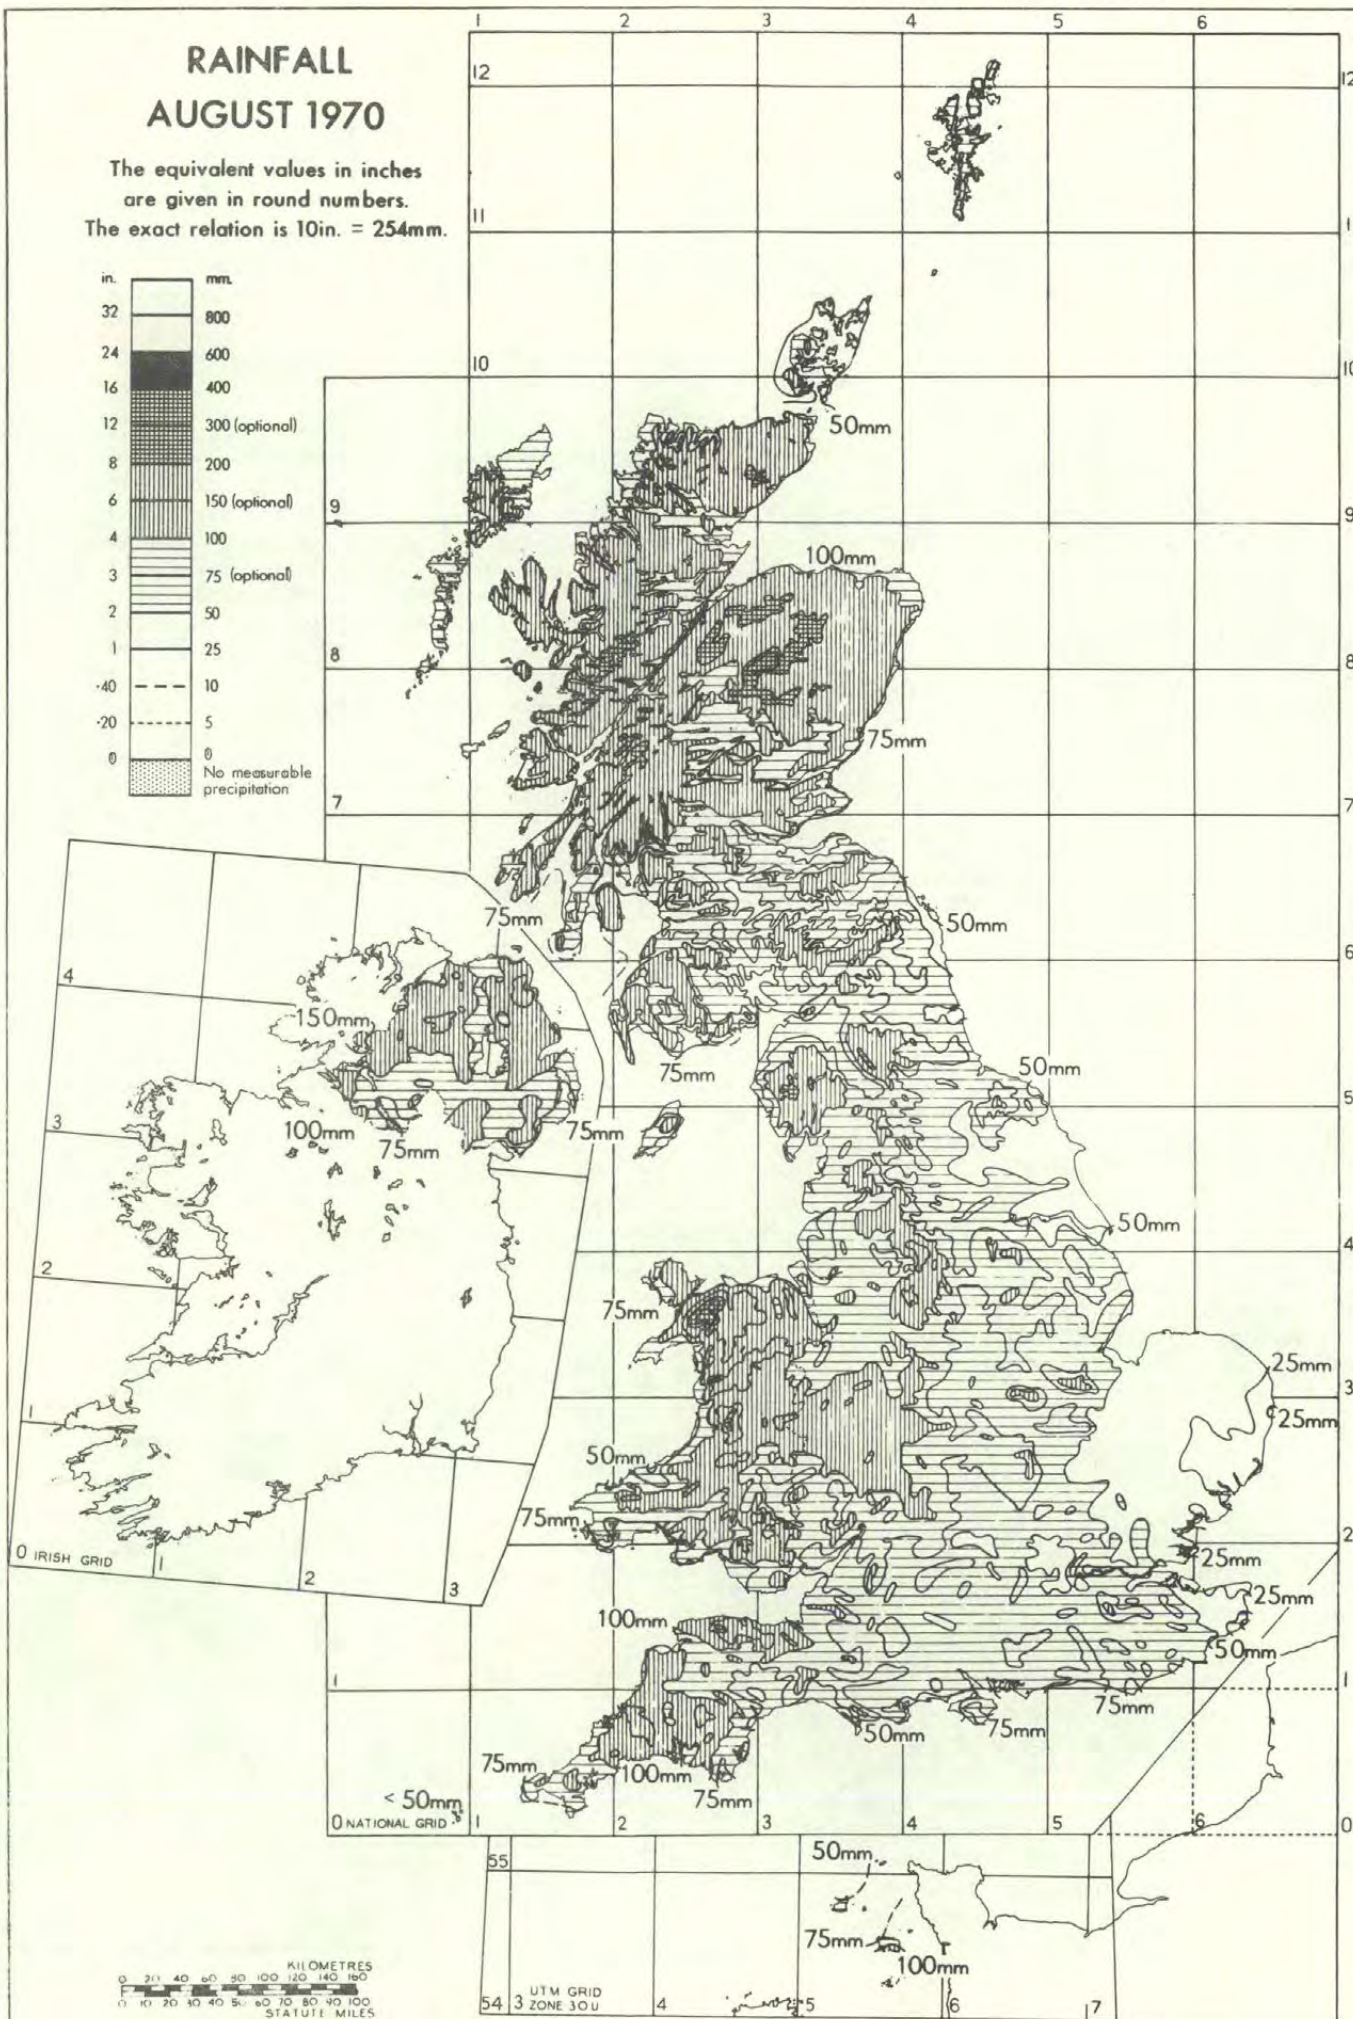 RAINFALL
AUGUST 1970
The equivalent values in inches
are given in round numbers.
The exact relation is 10in. = 254mm.
in. mm.
32 800
24 600
16 400
12 300 (optional)
8 200
6 150 (optional)
4 100
3 75 (optional)
2 50
1 25
·40 10
·20 5
0 0
No measurable
precipitation
1 2 3 4 5 6
12 12
11 11
10 10
50mm
9 9
100mm
8 8
75mm
7 7
75mm
50mm
6 6
4
150mm
75mm
50mm
5 5
3
100mm
75mm
75mm
50mm
4 4
2
75mm
25mm
3 3
1
25mm
50mm
75mm
2 2
0 IRISH GRID
1 2 3
25mm
25mm
100mm
50mm
1 1
75mm
50mm
75mm
75mm
100mm
75mm
< 50mm
0 NATIONAL GRID 1 2 3 4 5 6 0
50mm
55
75mm
100mm
KILOMETRES
0 20 40 60 80 100 120 140 160
0 10 20 30 40 50 60 70 80 90 100
STATUTE MILES
54 3 UTM GRID
ZONE 30U
4 5 6 7